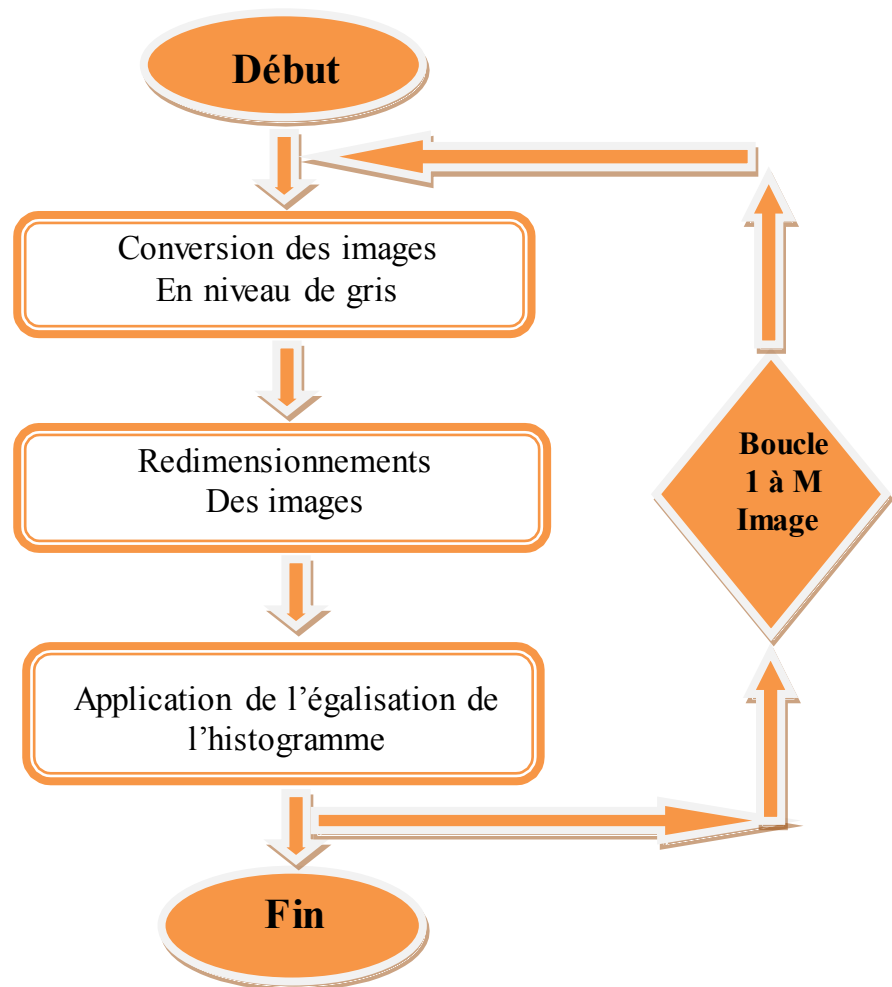 Début
Conversion des images
En niveau de gris
Redimensionnements
Des images
Boucle
1 à M
Image
Application de l’égalisation de
l’histogramme
Fin